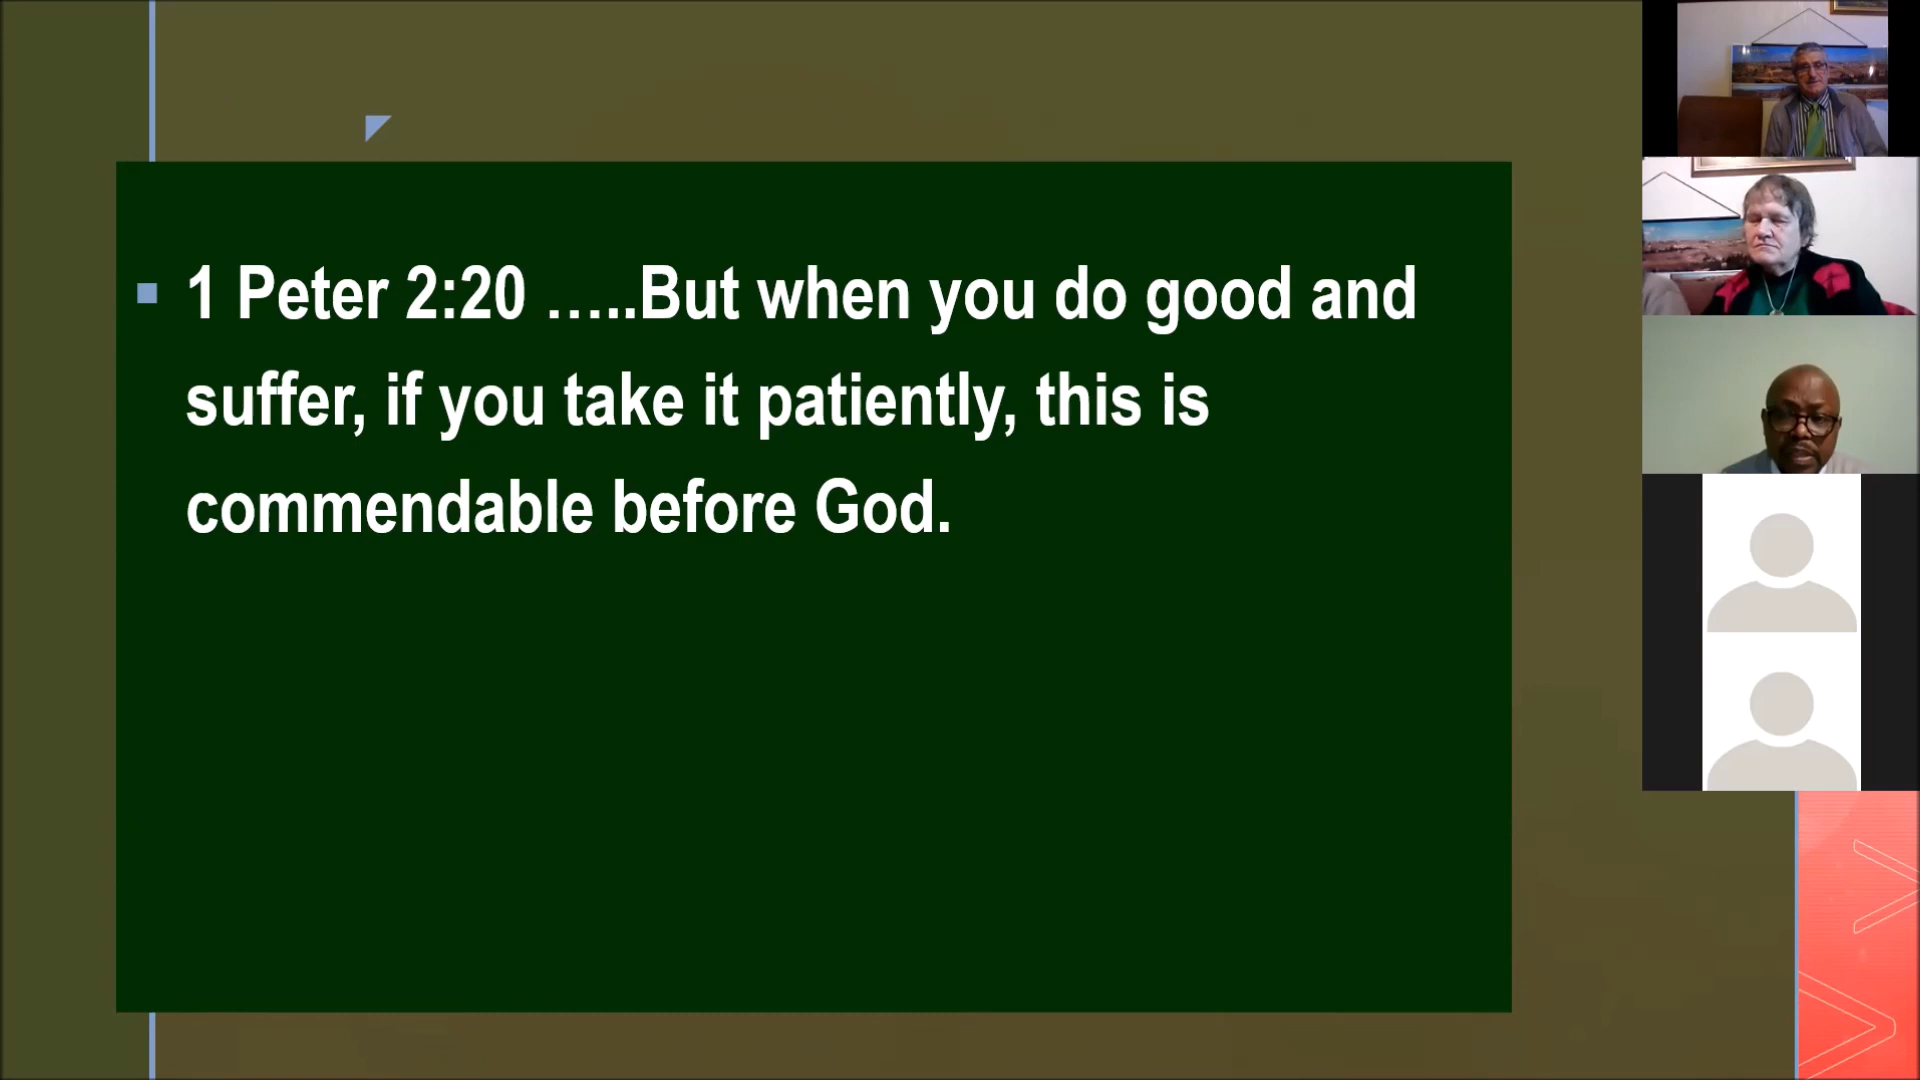 1 Peter 2:20 …..But when you do good and
suffer, if you take it patiently, this is
commendable before God.